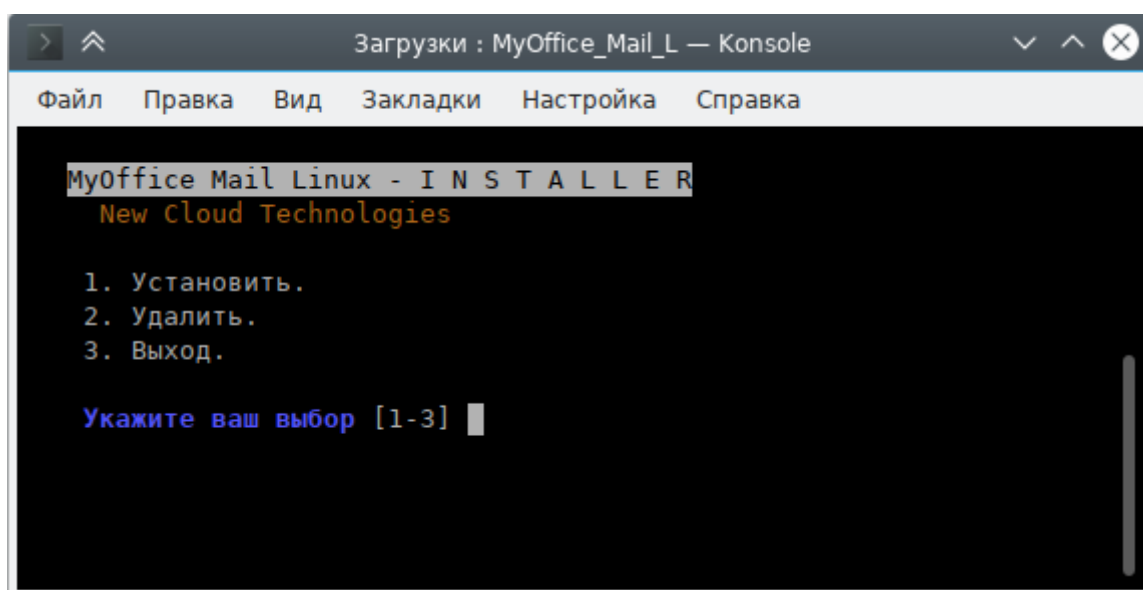 Загрузки : MyOffice_Mail_L — Konsole
Файл Правка Вид Закладки Настройка Справка
MyOffice Mail Linux - I N S T A L L E R
New Cloud Technologies
1. Установить.
2. Удалить.
3. Выход.
Укажите ваш выбор [1-3]